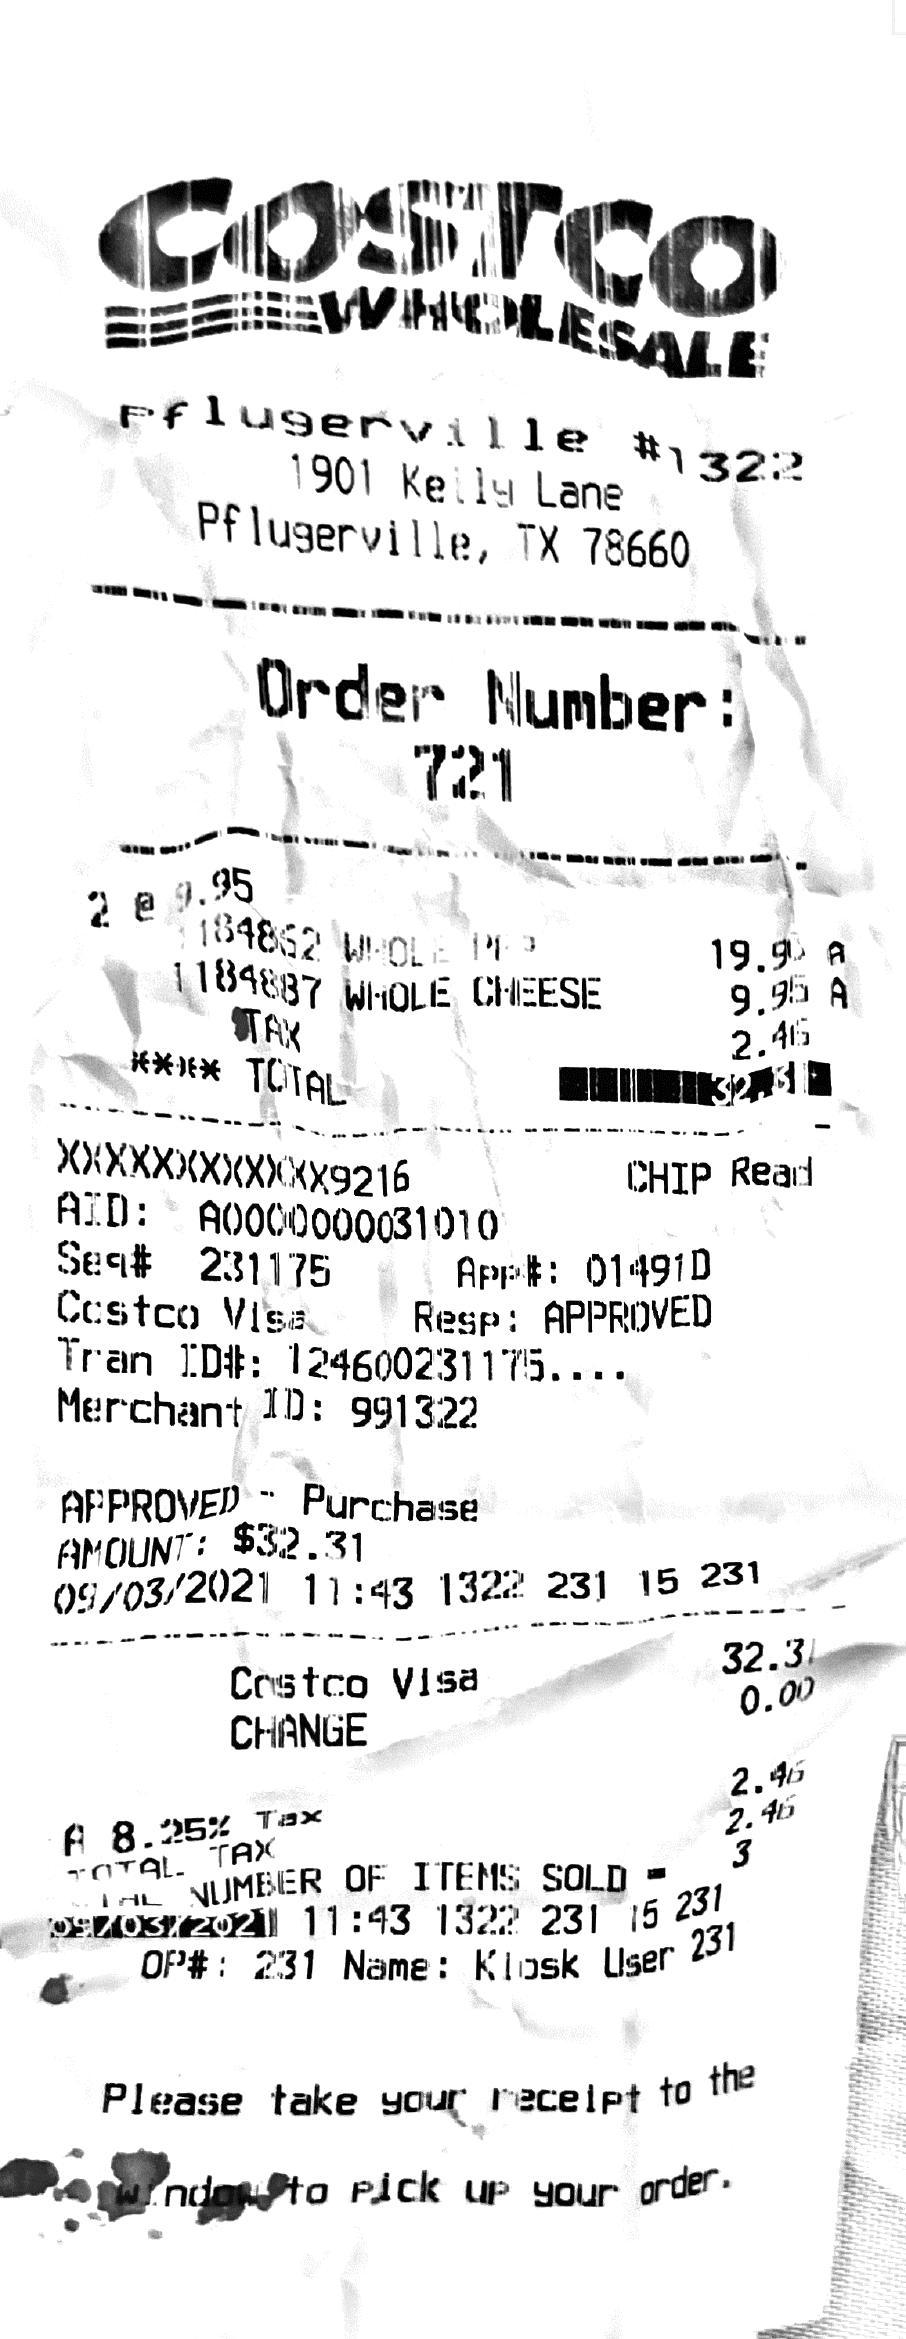 COSTCO
WHOLESALE
Pflugerville #1322
1901 Kelly Lane
Pflugerville, TX 78660
Order Number:
721
2 @ 9.95
184862 WHOLE 19.90 A
1184887 WHOLE CHEESE 9.95 A
TAX 2.46
**** TOTAL 32.31
XXXXXXXXXXXXX9216 CHIP Read
AID: A0000000031010
Seq# 231175 App#: 01491D
Costco Visa Resp: APPROVED
Tran ID#: 124600231175....
Merchant ID: 991322
APPROVED - Purchase
AMOUNT: $32.31
09/03/2021 11:43 1322 231 15 231
Costco Visa 32.31
CHANGE 0.00
A 8.25% Tax 2.46
TOTAL TAX 2.46
TOTAL NUMBER OF ITEMS SOLD = 3
09/03/2021 11:43 1322 231 15 231
OP#: 231 Name: Kiosk User 231
Please take your receipt to the
window to pick up your order.